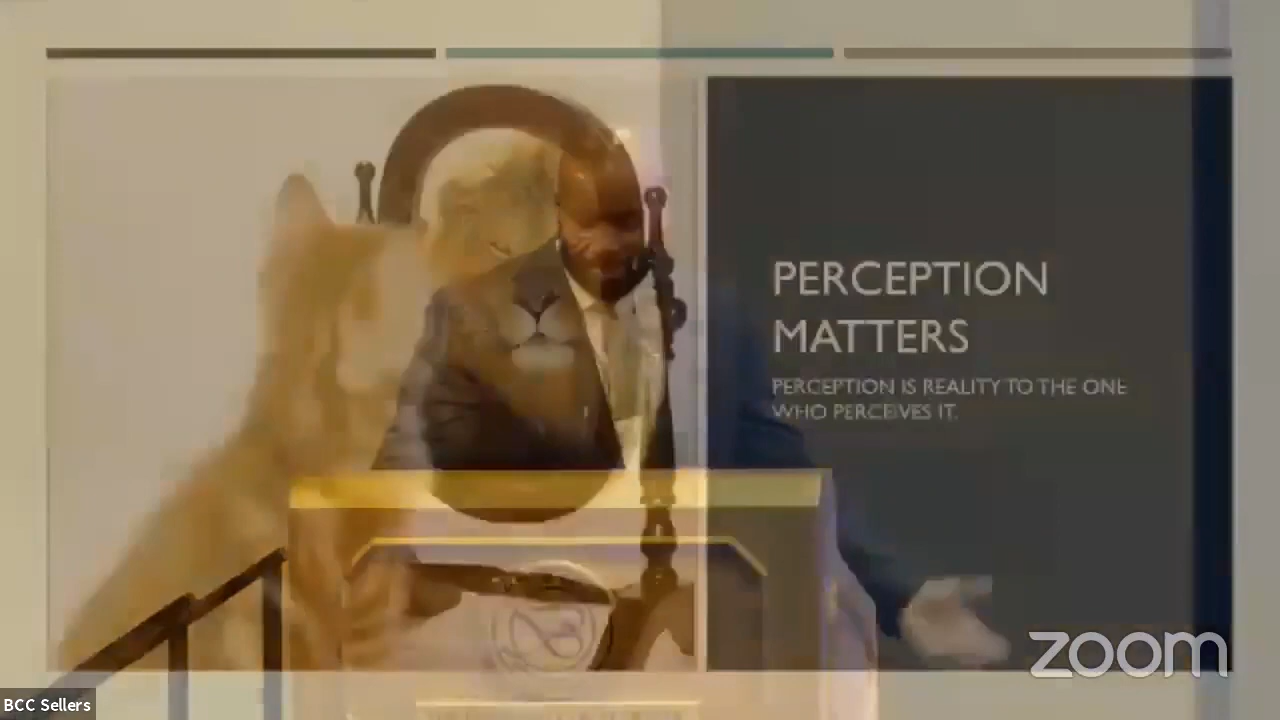 PERCEPTION
MATTERS
PERCEPTION IS REALITY TO THE ONE
WHO PERCEIVES IT.
zoom
BCC Sellers